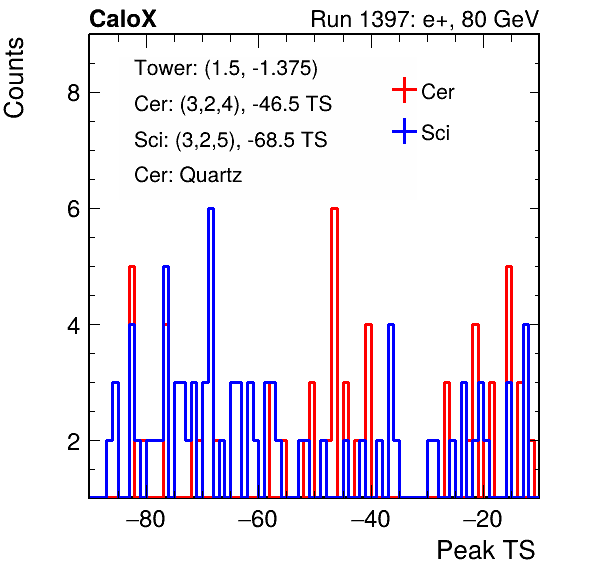 CaloX Run 1397: e+, 80 GeV
Counts
Tower: (1.5, -1.375)
Cer: (3,2,4), -46.5 TS
Sci: (3,2,5), -68.5 TS
Cer: Quartz
Cer
Sci
8
6
4
2
−80 −60 −40 −20
Peak TS